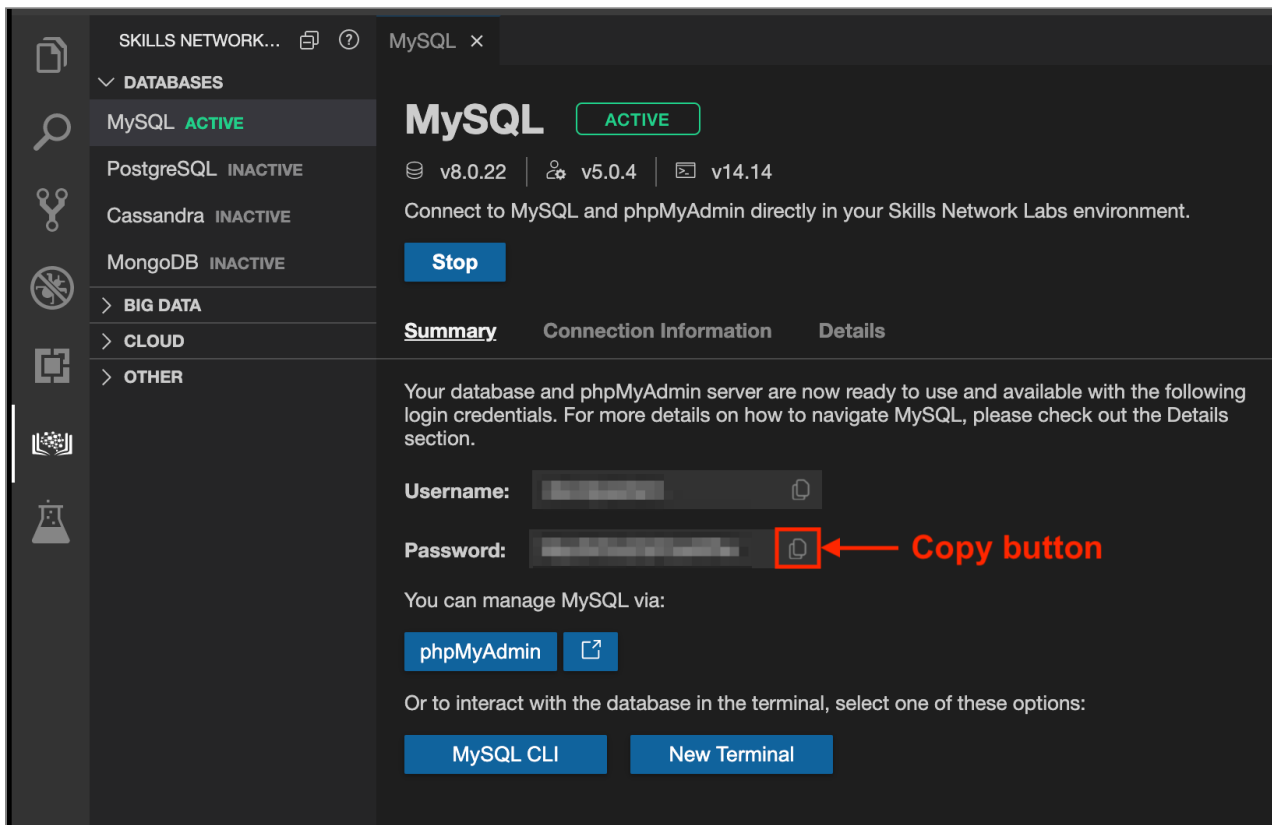 SKILLS NETWORK...
DATABASES
MySQL ACTIVE
PostgreSQL INACTIVE
Cassandra INACTIVE
MongoDB INACTIVE
BIG DATA
CLOUD
OTHER
MySQL ×
MySQL ACTIVE
v8.0.22 v5.0.4 v14.14
Connect to MySQL and phpMyAdmin directly in your Skills Network Labs environment.
Stop
Summary Connection Information Details
Your database and phpMyAdmin server are now ready to use and available with the following
login credentials. For more details on how to navigate MySQL, please check out the Details
section.
Username:
Password:
Copy button
You can manage MySQL via:
phpMyAdmin
Or to interact with the database in the terminal, select one of these options:
MySQL CLI New Terminal